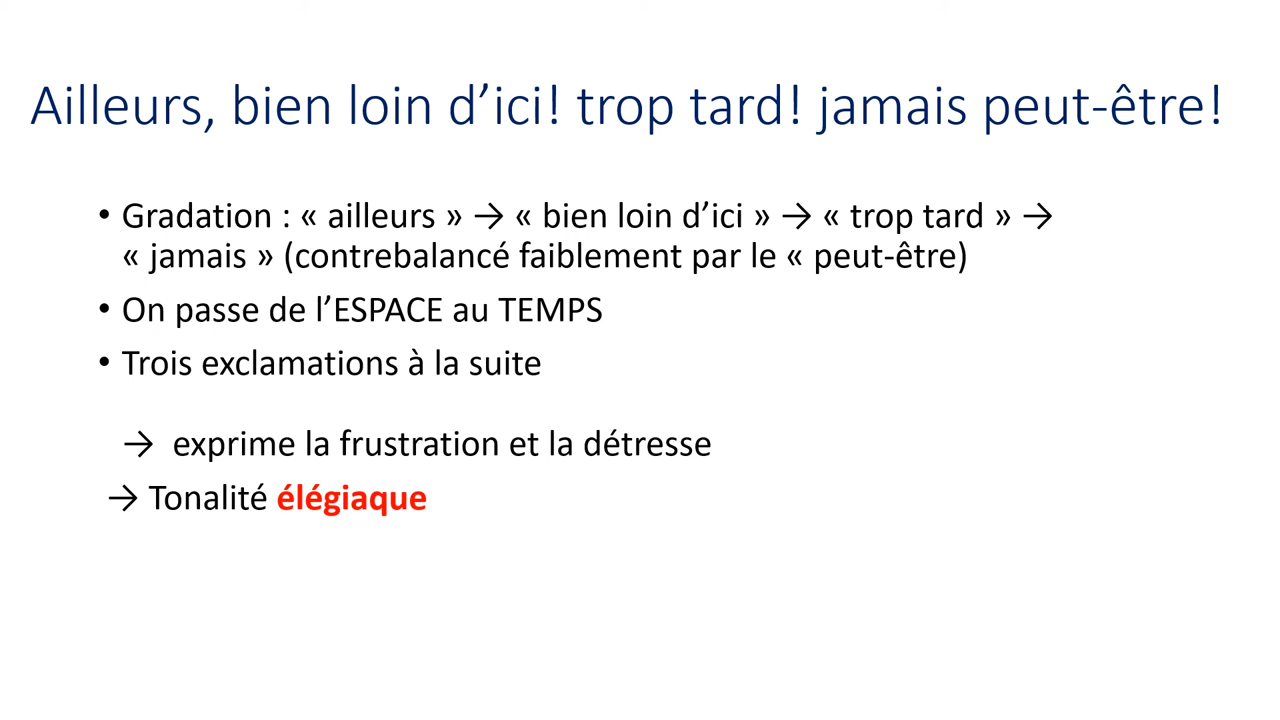 Ailleurs, bien loin d’ici! trop tard! jamais peut-être!
• Gradation : « ailleurs » → « bien loin d’ici » → « trop tard » →
« jamais » (contrebalancé faiblement par le « peut-être)
• On passe de l’ESPACE au TEMPS
• Trois exclamations à la suite
→ exprime la frustration et la détresse
→ Tonalité élégiaque